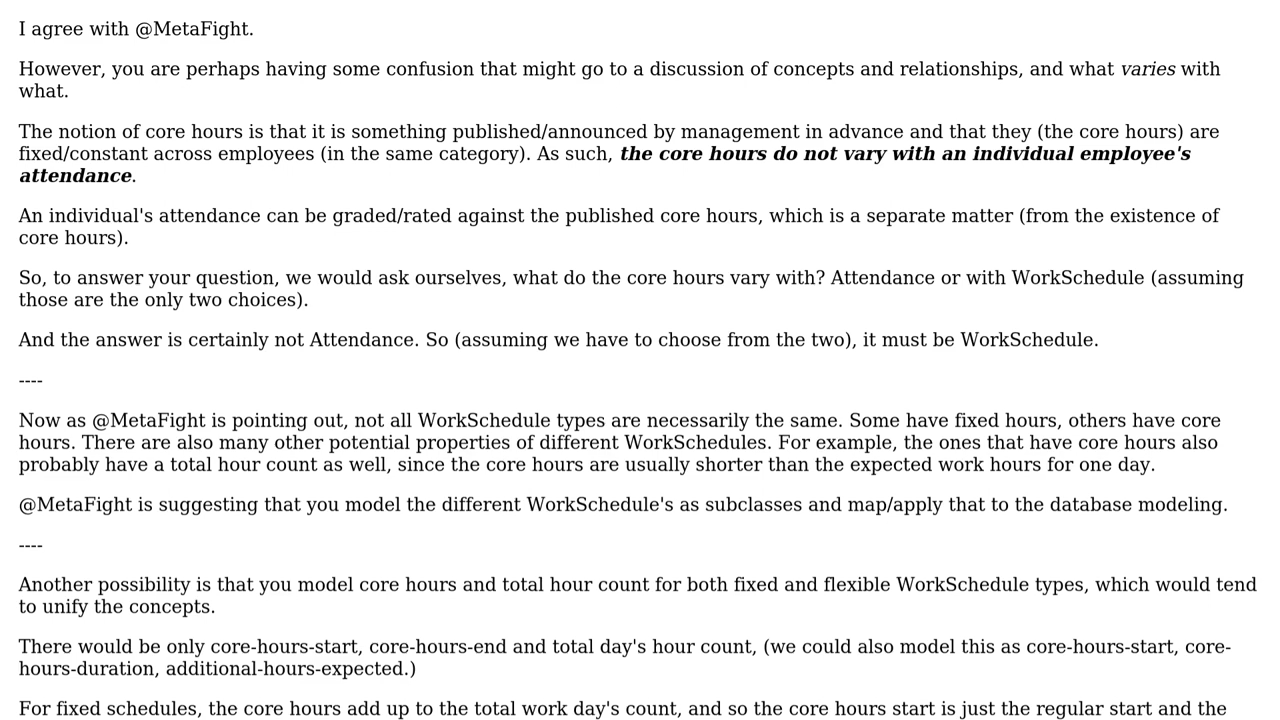 I agree with @MetaFight.
However, you are perhaps having some confusion that might go to a discussion of concepts and relationships, and what varies with
what.
The notion of core hours is that it is something published/announced by management in advance and that they (the core hours) are
fixed/constant across employees (in the same category). As such, the core hours do not vary with an individual employee's
attendance.
An individual's attendance can be graded/rated against the published core hours, which is a separate matter (from the existence of
core hours).
So, to answer your question, we would ask ourselves, what do the core hours vary with? Attendance or with WorkSchedule (assuming
those are the only two choices).
And the answer is certainly not Attendance. So (assuming we have to choose from the two), it must be WorkSchedule.
----
Now as @MetaFight is pointing out, not all WorkSchedule types are necessarily the same. Some have fixed hours, others have core
hours. There are also many other potential properties of different WorkSchedules. For example, the ones that have core hours also
probably have a total hour count as well, since the core hours are usually shorter than the expected work hours for one day.
@MetaFight is suggesting that you model the different WorkSchedule's as subclasses and map/apply that to the database modeling.
----
Another possibility is that you model core hours and total hour count for both fixed and flexible WorkSchedule types, which would tend
to unify the concepts.
There would be only core-hours-start, core-hours-end and total day's hour count, (we could also model this as core-hours-start, core-
hours-duration, additional-hours-expected.)
For fixed schedules, the core hours add up to the total work day's count, and so the core hours start is just the regular start and the